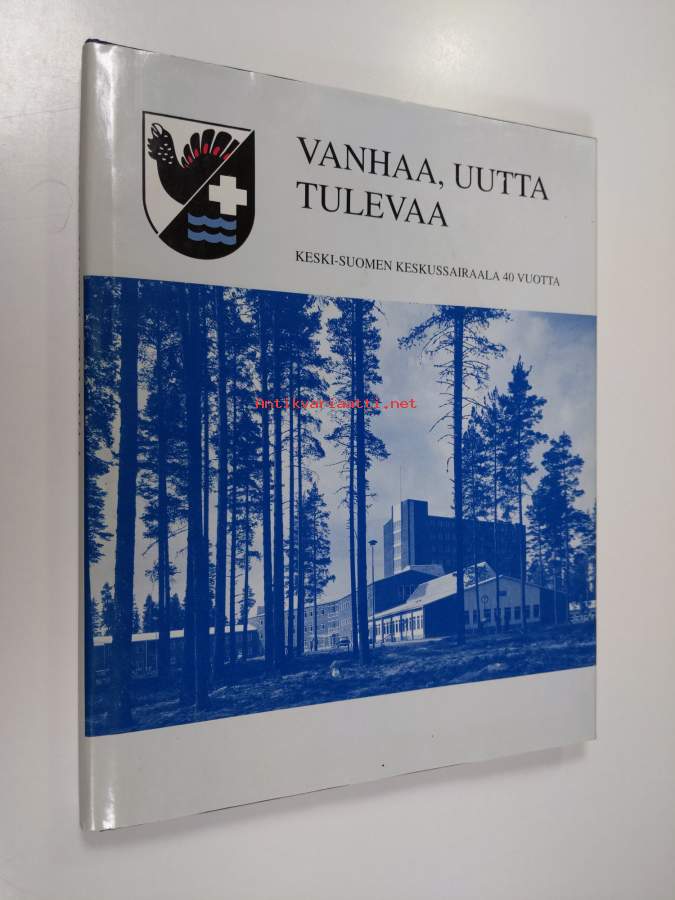 VANHAA, UUTTA
TULEVAA
KESKI-SUOMEN KESKUSSAIRAALA 40 VUOTTA
Antikvariaatti.net